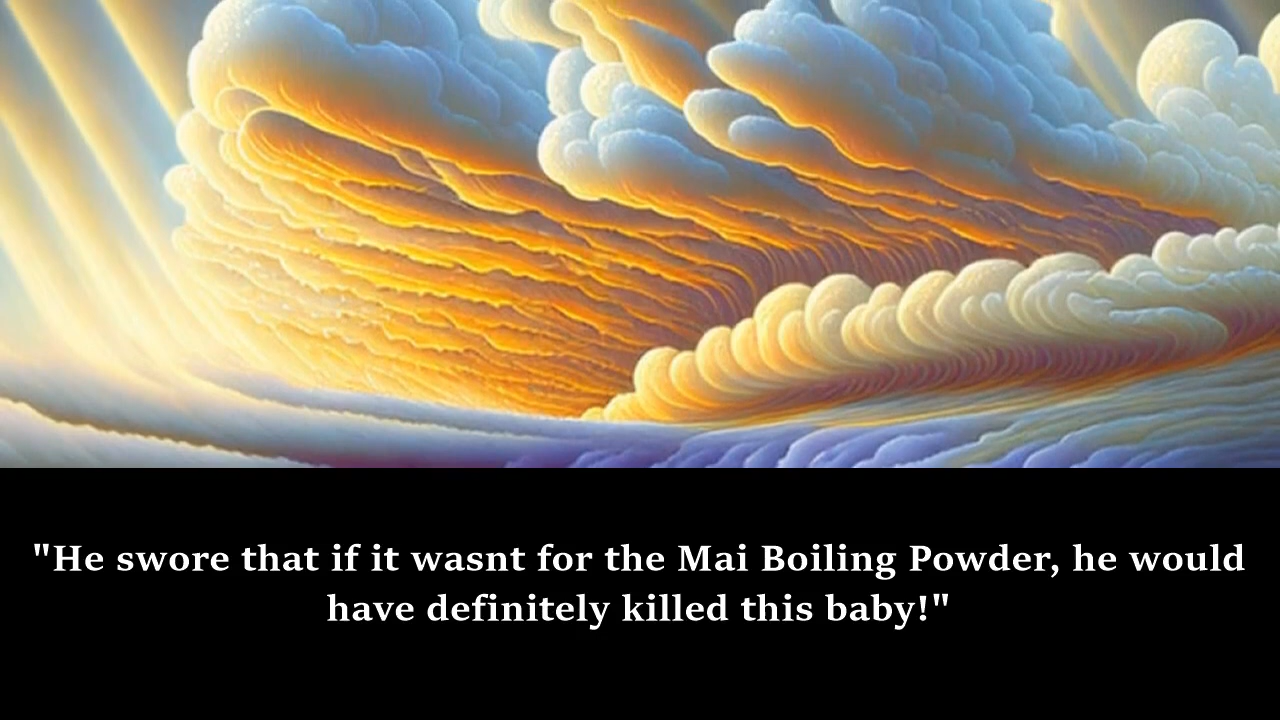 "He swore that if it wasnt for the Mai Boiling Powder, he would
have definitely killed this baby!"